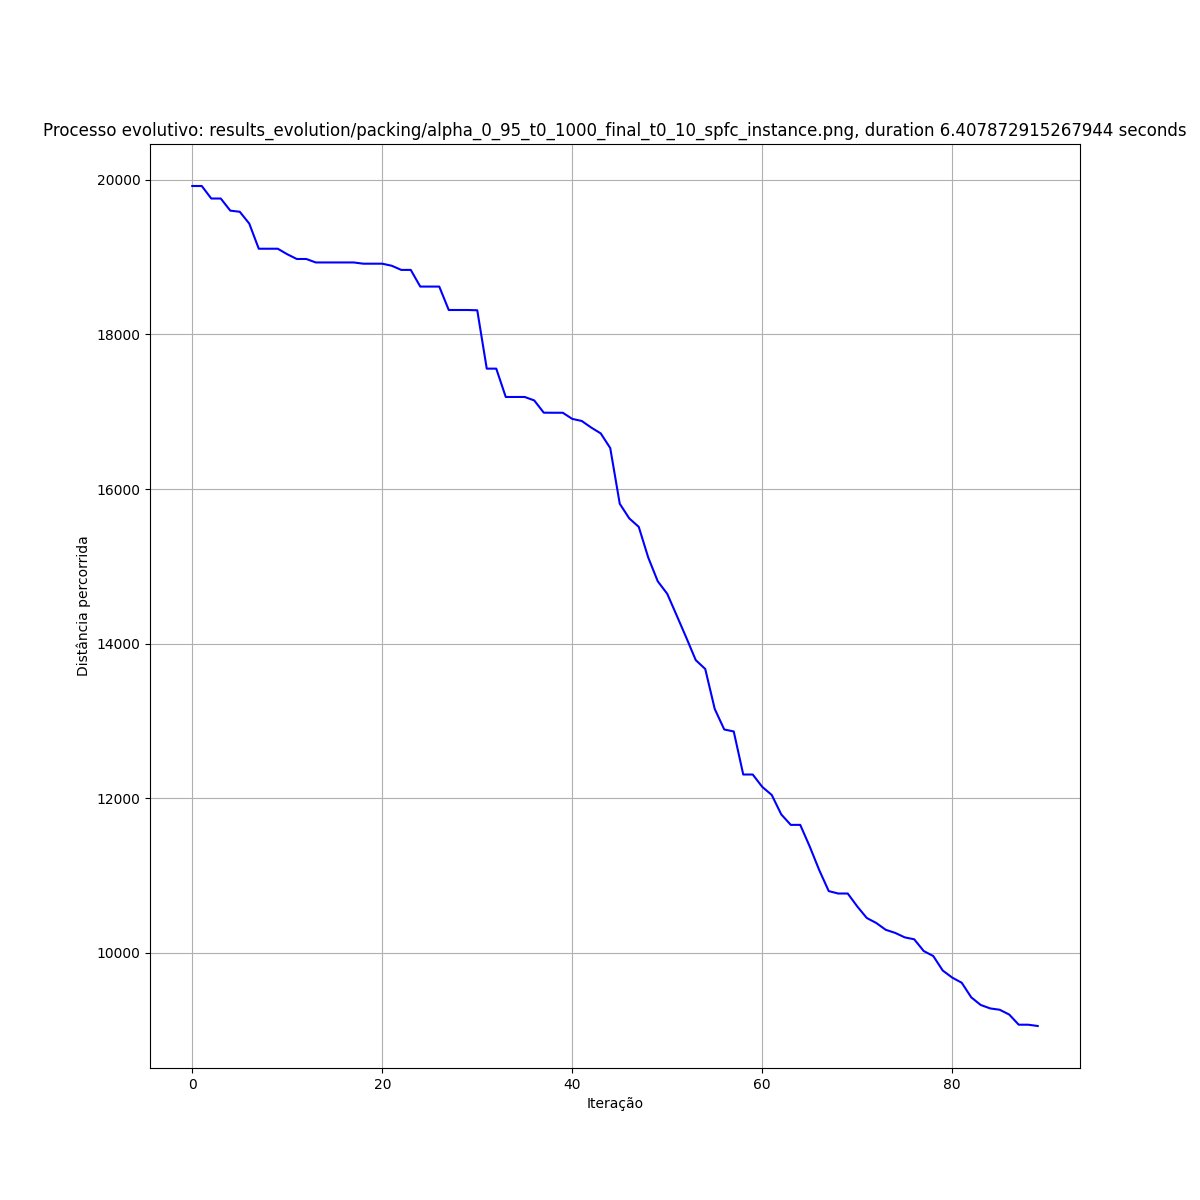 Processo evolutivo: results_evolution/packing/alpha_0_95_t0_1000_final_t0_10_spfc_instance.png, duration 6.407872915267944 seconds
20000
18000
16000
14000
12000
10000
Distância percorrida
0 20 40 60 80
Iteração